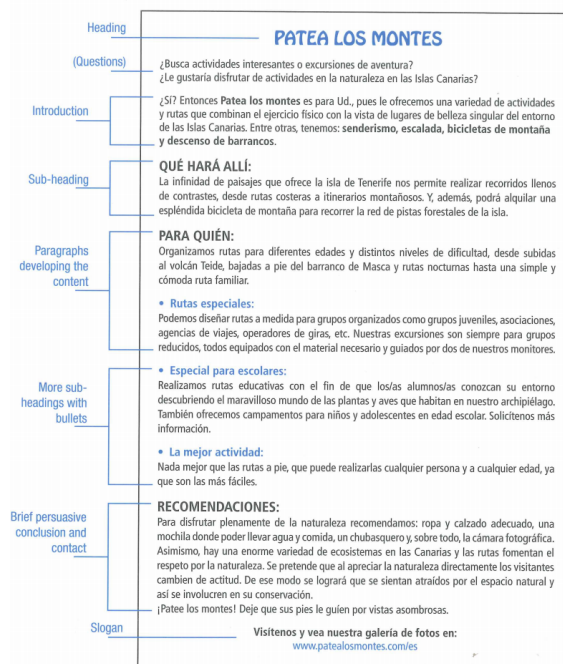 Heading
PATEA LOS MONTES
(Questions)
¿Busca actividades interesantes o excursiones de aventura?
¿Le gustaría disfrutar de actividades en la naturaleza en las Islas Canarias?
Introduction
¿Sí? Entonces Patea los montes es para Ud., pues le ofrecemos una variedad de actividades
y rutas que combinan el ejercicio físico con la vista de lugares de belleza singular del entorno
de las Islas Canarias. Entre otras, tenemos: senderismo, escalada, bicicletas de montaña
y descenso de barrancos.
Sub-heading
QUÉ HARÁ ALLÍ:
La infinidad de paisajes que ofrece la isla de Tenerife nos permite realizar recorridos llenos
de contrastes, desde rutas costeras a itinerarios montañosos. Y, además, podrá alquilar una
espléndida bicicleta de montaña para recorrer la red de pistas forestales de la isla.
Paragraphs
developing the
content
PARA QUIÉN:
Organizamos rutas para diferentes edades y distintos niveles de dificultad, desde subidas
al volcán Teide, bajadas a pie del barranco de Masca y rutas nocturnas hasta una simple y
cómoda ruta familiar.
• Rutas especiales:
Podemos diseñar rutas a medida para grupos organizados como grupos juveniles, asociaciones,
agencias de viajes, operadores de giras, etc. Nuestras excursiones son siempre para grupos
reducidos, todos equipados con el material necesario y guiados por dos de nuestros monitores.
More sub-
headings with
bullets
• Especial para escolares:
Realizamos rutas educativas con el fin de que los/as alumnos/as conozcan su entorno
descubriendo el maravilloso mundo de las plantas y aves que habitan en nuestro archipiélago.
También ofrecemos campamentos para niños y adolescentes en edad escolar. Solicítenos más
información.
• La mejor actividad:
Nada mejor que las rutas a pie, que puede realizarlas cualquier persona y a cualquier edad, ya
que son las más fáciles.
Brief persuasive
conclusion and
contact
RECOMENDACIONES:
Para disfrutar plenamente de la naturaleza recomendamos: ropa y calzado adecuado, una
mochila donde poder llevar agua y comida, un chubasquero y, sobre todo, la cámara fotográfica.
Asimismo, hay una enorme variedad de ecosistemas en las Canarias y las rutas fomentan el
respeto por la naturaleza. Se pretende que al apreciar la naturaleza directamente los visitantes
cambien de actitud. De ese modo se logrará que se sientan atraídos por el espacio natural y
así se involucren en su conservación.
¡Patee los montes! Deje que sus pies le guíen por vistas asombrosas.
Slogan
Visítenos y vea nuestra galería de fotos en:
www.patealosmontes.com/es